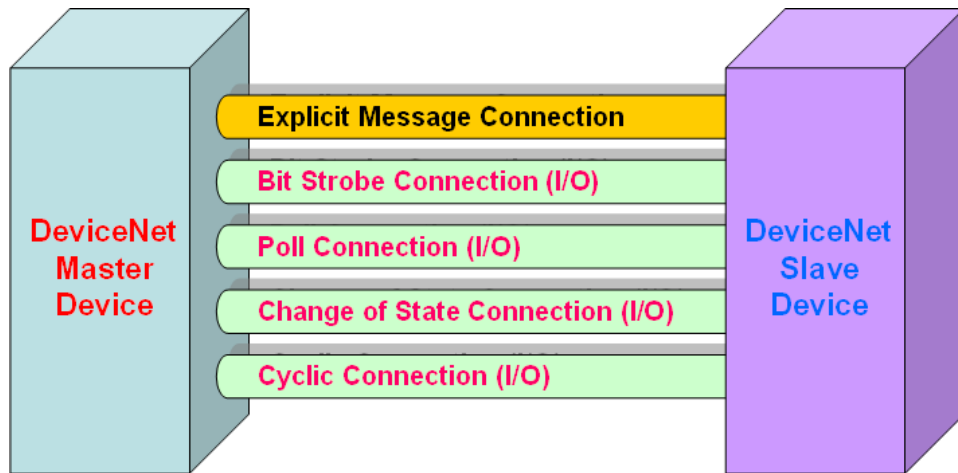 DeviceNet
Master
Device
Explicit Message Connection
Bit Strobe Connection (I/O)
Poll Connection (I/O)
Change of State Connection (I/O)
Cyclic Connection (I/O)
DeviceNet
Slave
Device